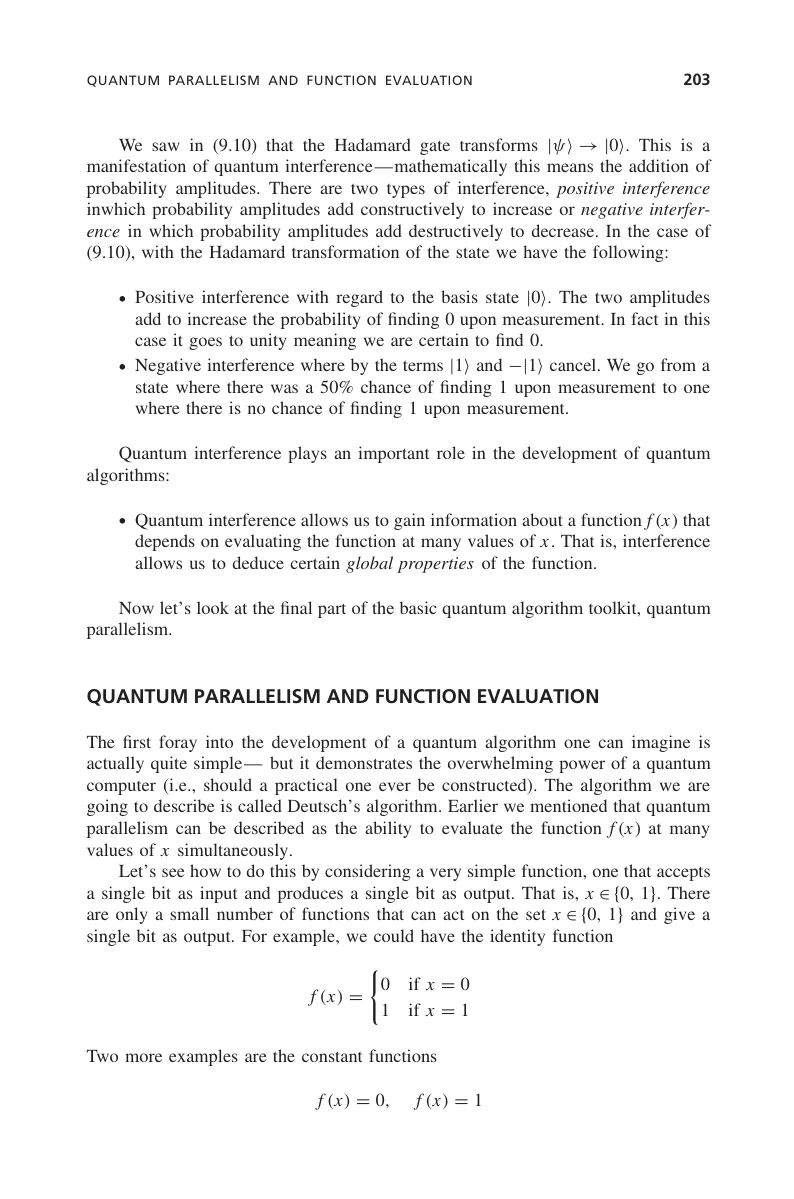 QUANTUM PARALLELISM AND FUNCTION EVALUATION 203
We saw in (9.10) that the Hadamard gate transforms |ψ⟩ → |0⟩. This is a
manifestation of quantum interference—mathematically this means the addition of
probability amplitudes. There are two types of interference, positive interference
inwhich probability amplitudes add constructively to increase or negative interfer-
ence in which probability amplitudes add destructively to decrease. In the case of
(9.10), with the Hadamard transformation of the state we have the following:
• Positive interference with regard to the basis state |0⟩. The two amplitudes
add to increase the probability of finding 0 upon measurement. In fact in this
case it goes to unity meaning we are certain to find 0.
• Negative interference where by the terms |1⟩ and −|1⟩ cancel. We go from a
state where there was a 50% chance of finding 1 upon measurement to one
where there is no chance of finding 1 upon measurement.
Quantum interference plays an important role in the development of quantum
algorithms:
• Quantum interference allows us to gain information about a function f(x) that
depends on evaluating the function at many values of x. That is, interference
allows us to deduce certain global properties of the function.
Now let's look at the final part of the basic quantum algorithm toolkit, quantum
parallelism.
QUANTUM PARALLELISM AND FUNCTION EVALUATION
The first foray into the development of a quantum algorithm one can imagine is
actually quite simple— but it demonstrates the overwhelming power of a quantum
computer (i.e., should a practical one ever be constructed). The algorithm we are
going to describe is called Deutsch's algorithm. Earlier we mentioned that quantum
parallelism can be described as the ability to evaluate the function f(x) at many
values of x simultaneously.
Let's see how to do this by considering a very simple function, one that accepts
a single bit as input and produces a single bit as output. That is, x ∈ {0, 1}. There
are only a small number of functions that can act on the set x ∈ {0, 1} and give a
single bit as output. For example, we could have the identity function
f(x) = { 0 if x = 0
1 if x = 1
Two more examples are the constant functions
f(x) = 0, f(x) = 1